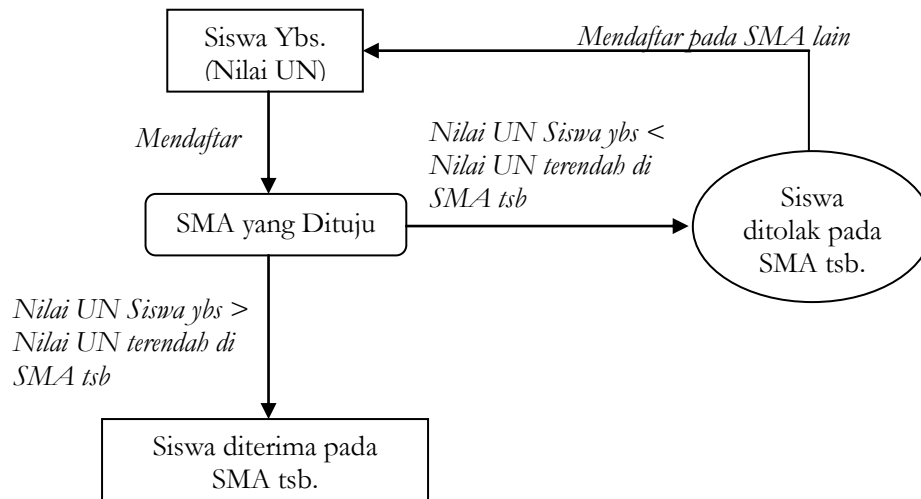 Siswa Ybs.
(Nilai UN)
Mendaftar pada SMA lain
Mendaftar
Nilai UN Siswa ybs <
Nilai UN terendah di
SMA tsb
SMA yang Dituju
Siswa
ditolak pada
SMA tsb.
Nilai UN Siswa ybs >
Nilai UN terendah di
SMA tsb
Siswa diterima pada
SMA tsb.